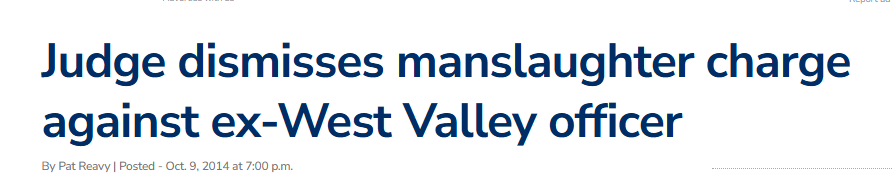 Judge dismisses manslaughter charge
against ex-West Valley officer
By Pat Reavy | Posted - Oct. 9, 2014 at 7:00 p.m.